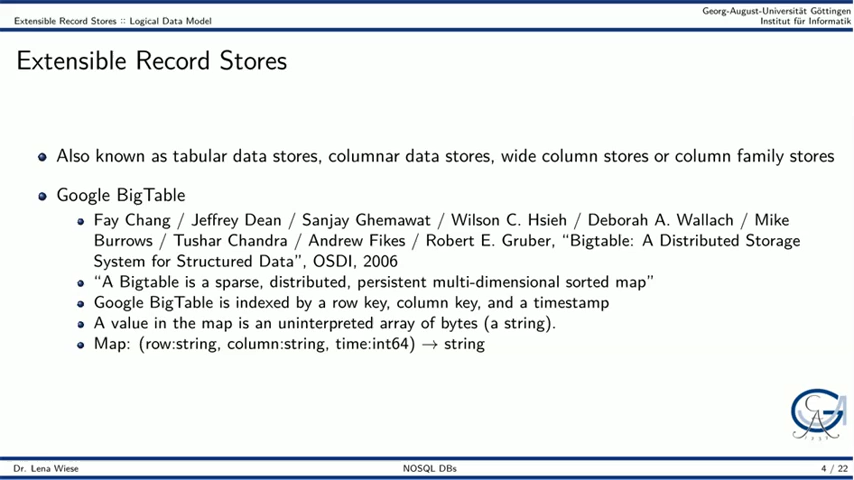 Georg-August-Universität Göttingen
Extensible Record Stores :: Logical Data Model
Institut für Informatik
Extensible Record Stores
Also known as tabular data stores, columnar data stores, wide column stores or column family stores
Google BigTable
Fay Chang / Jeffrey Dean / Sanjay Ghemawat / Wilson C. Hsieh / Deborah A. Wallach / Mike
Burrows / Tushar Chandra / Andrew Fikes / Robert E. Gruber, “Bigtable: A Distributed Storage
System for Structured Data”, OSDI, 2006
“A Bigtable is a sparse, distributed, persistent multi-dimensional sorted map”
Google BigTable is indexed by a row key, column key, and a timestamp
A value in the map is an uninterpreted array of bytes (a string).
Map: (row:string, column:string, time:int64) → string
Dr. Lena Wiese
NOSQL DBs
4 / 22